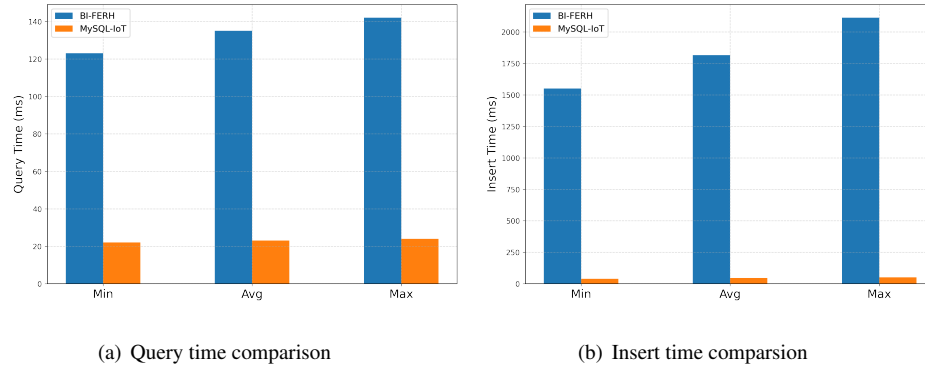 BI-FERH
MySQL-IoT
140
120
100
80
60
40
20
0
Query Time (ms)
Min Avg Max
(a) Query time comparison
BI-FERH
MySQL-IoT
2000
1750
1500
1250
1000
750
500
250
0
Insert Time (ms)
Min Avg Max
(b) Insert time comparsion